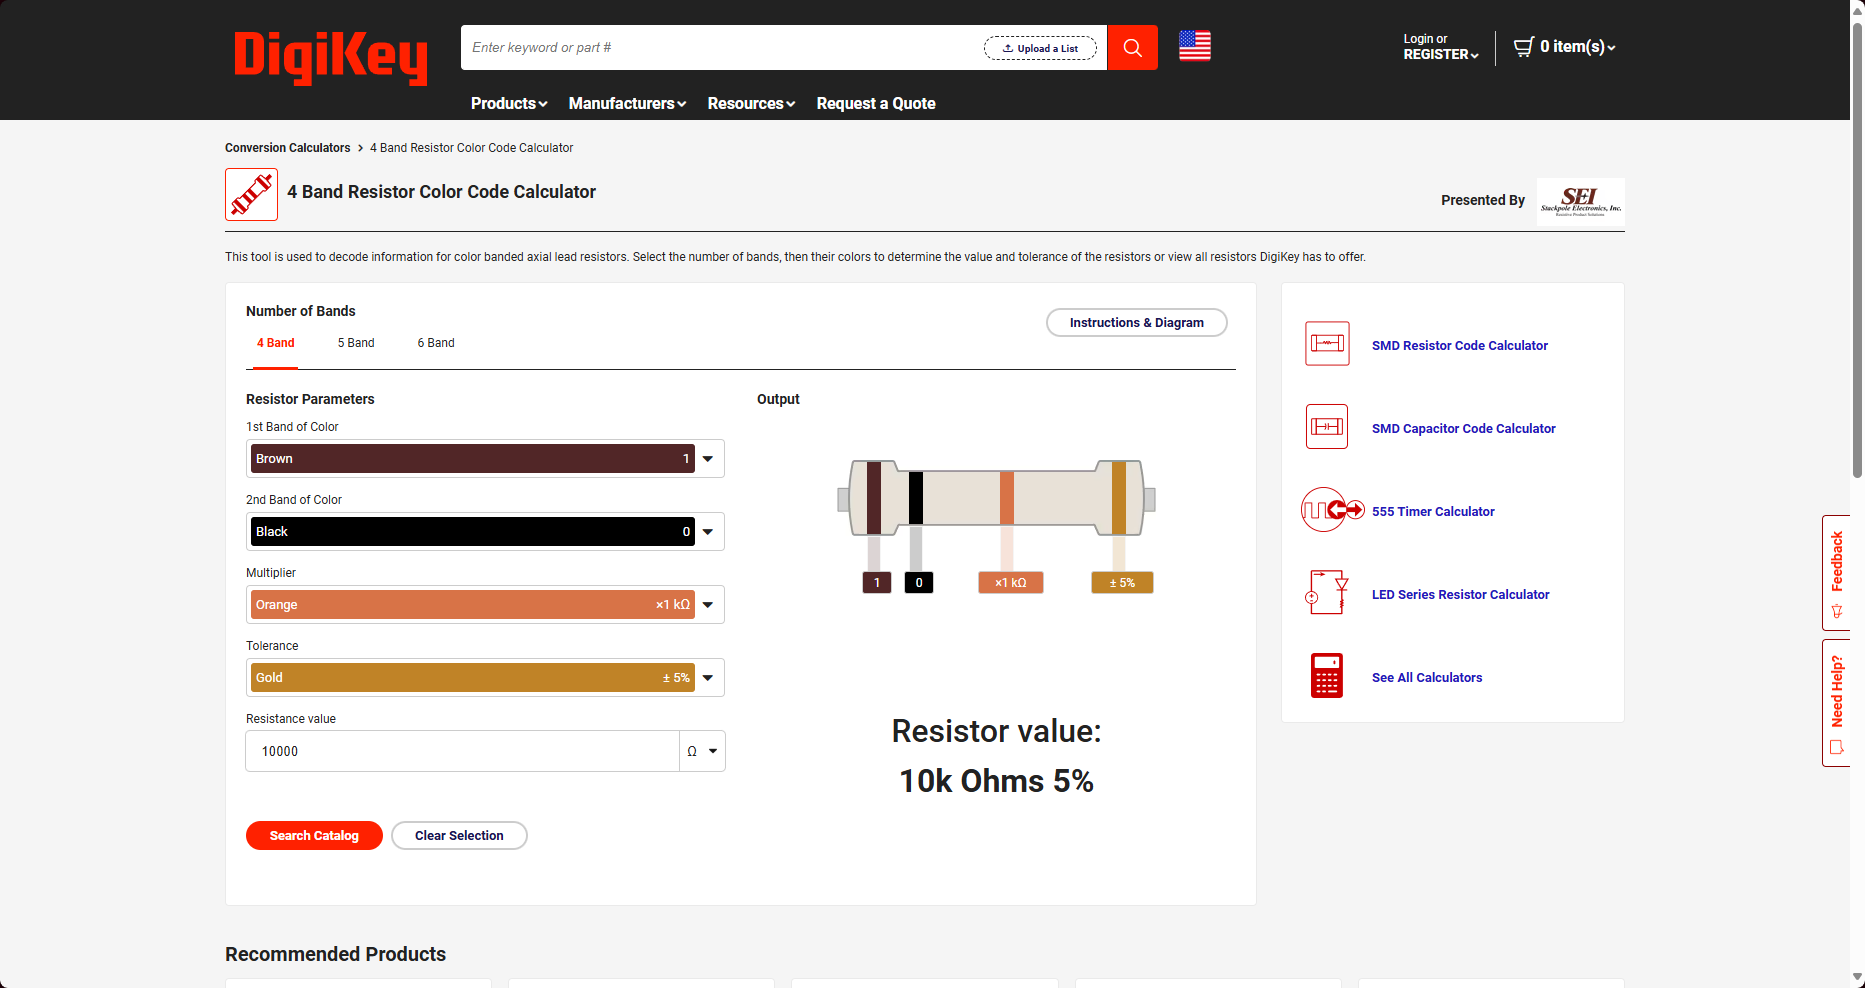 DigiKey
Enter keyword or part #
Upload a List
Login or
REGISTER
0 item(s)
Products
Manufacturers
Resources
Request a Quote
Conversion Calculators
4 Band Resistor Color Code Calculator
4 Band Resistor Color Code Calculator
Presented By
SEI
Stackpole Electronics, Inc.
Resistive Product Solutions
This tool is used to decode information for color banded axial lead resistors. Select the number of bands, then their colors to determine the value and tolerance of the resistors or view all resistors DigiKey has to offer.
Number of Bands
Instructions & Diagram
4 Band
5 Band
6 Band
Resistor Parameters
1st Band of Color
Brown 1
2nd Band of Color
Black 0
Multiplier
Orange ×1 kΩ
Tolerance
Gold ± 5%
Resistance value
10000 Ω
Search Catalog
Clear Selection
Output
1 0 ×1 kΩ ± 5%
Resistor value:
10k Ohms 5%
SMD Resistor Code Calculator
SMD Capacitor Code Calculator
555 Timer Calculator
LED Series Resistor Calculator
See All Calculators
Feedback
Need Help?
Recommended Products